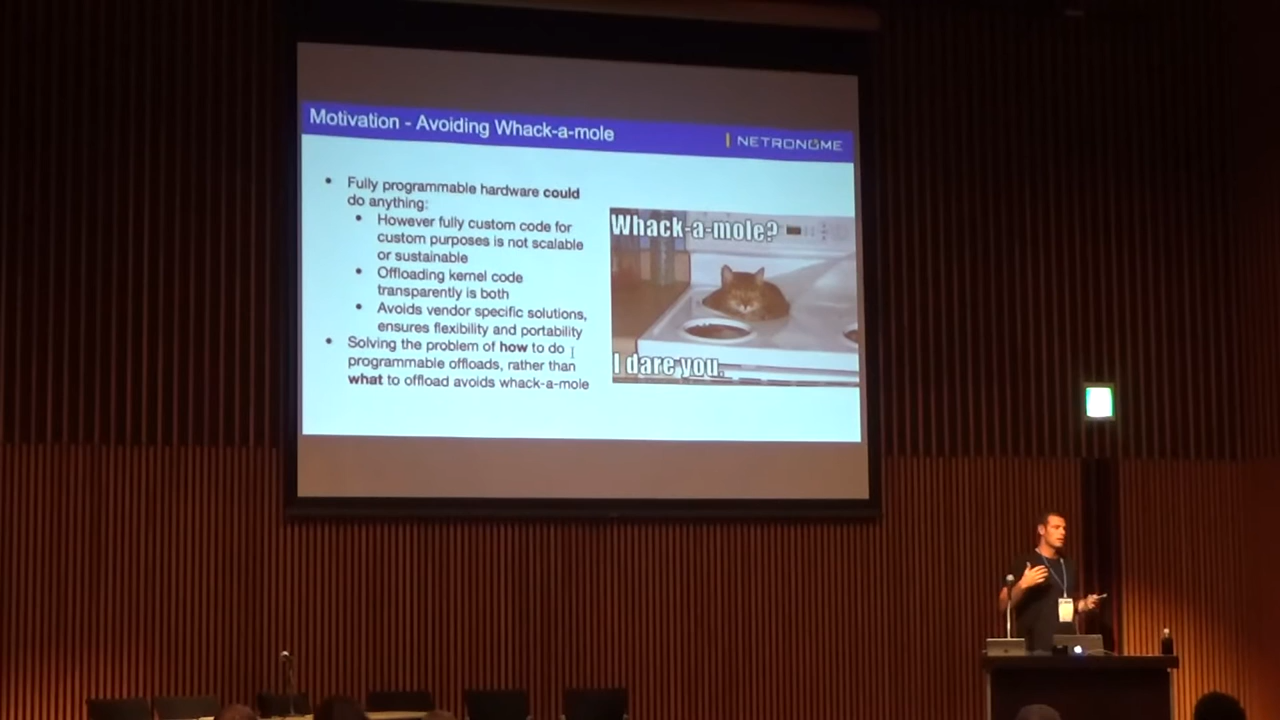 Motivation - Avoiding Whack-a-mole
NETRONOME
• Fully programmable hardware could
do anything:
• However fully custom code for
custom purposes is not scalable
or sustainable
• Offloading kernel code
transparently is both
• Avoids vendor specific solutions,
ensures flexibility and portability
• Solving the problem of how to do
programmable offloads, rather than
what to offload avoids whack-a-mole
Whack-a-mole?
I dare you.